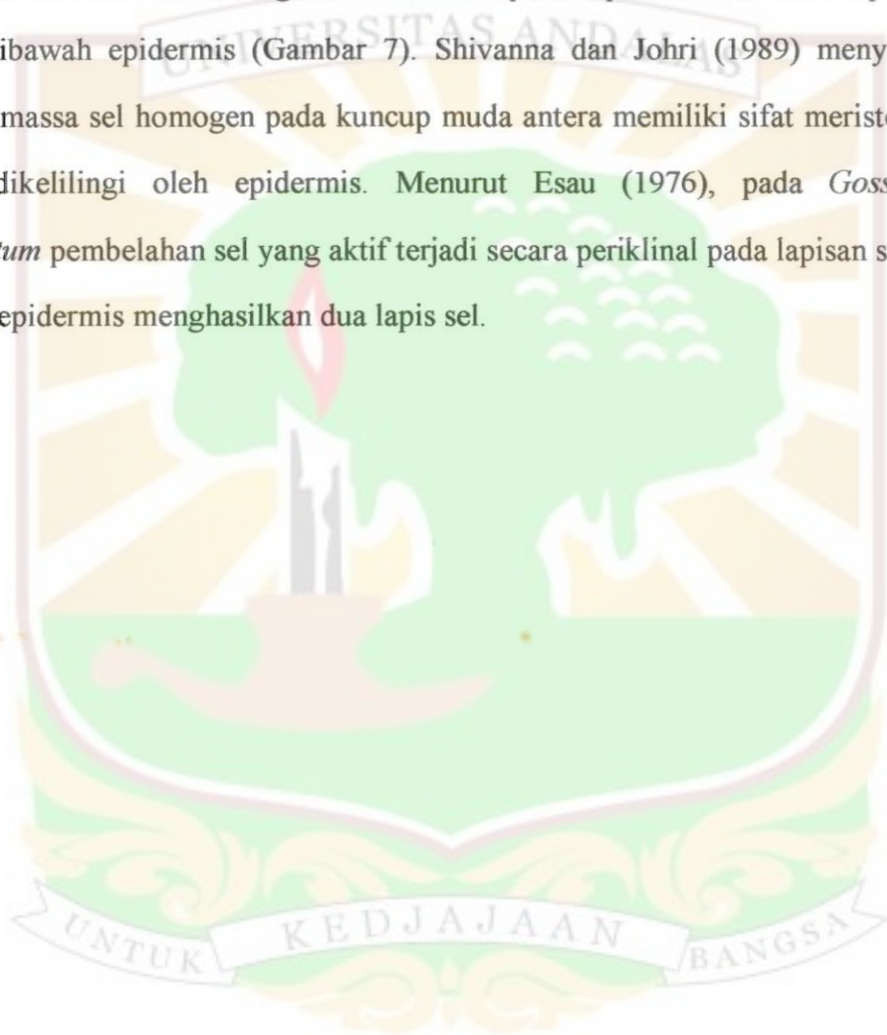 ibawah epidermis (Gambar 7). Shivanna dan Johri (1989) meny
UNIVERSITAS ANDALAS
massa sel homogen pada kuncup muda antera memiliki sifat merist
dikelilingi oleh epidermis. Menurut Esau (1976), pada Goss
tum pembelahan sel yang aktif terjadi secara periklinal pada lapisan s
epidermis menghasilkan dua lapis sel.
UNTUK KEDJAJAAN BANGSA